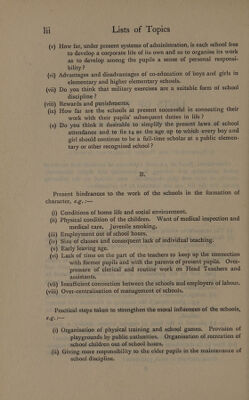 lii Lists of Topics
(v) How far, under present systems of administration, is each school free
to develop a corporate life of its own and so to organise its work
as to develop among the pupils a sense of personal responsi-
bility?
(vi) Advantages and disadvantages of co-education of boys and girls in
elementary and higher elementary schools.
(vii) Do you think that military exercises are a suitable form of school
discipline?
(viii) Rewards and punishments.
(ix) How far are the schools at present successful in connecting their
work with their pupils' subsequent duties in life?
(x) Do you think it desirable to simplify the present laws of school
attendance and to fix 14 as the age up to which every boy and
girl should continue to be a full-time scholar at a public elemen-
tary or other recognised school?
B.
Present hindrances to the work of the schools in the formation of
character, e.g.:—
(i) Conditions of home life and social environment.
(ii) Physical condition of the children. Want of medical inspection and
medical care. Juvenile smoking.
(iii) Employment out of school hours.
(iv) Size of classes and consequent lack of individual teaching.
(v) Early leaving age.
(vi) Lack of time on the part of the teachers to keep up the connection
with former pupils and with the parents of present pupils. Over-
pressure of clerical and routine work on Head Teachers and
assistants.
(vii) Insufficient connection between the schools and employers of labour.
(viii) Over-centralisation of management of schools.
Practical steps taken to strengthen the moral influences of the schools,
e.g.:—
(i) Organisation of physical training and school games. Provision of
playgrounds by public authorities. Organisation of recreation of
school children out of school hours.
(ii) Giving more responsibility to the elder pupils in the maintenance of
school discipline.